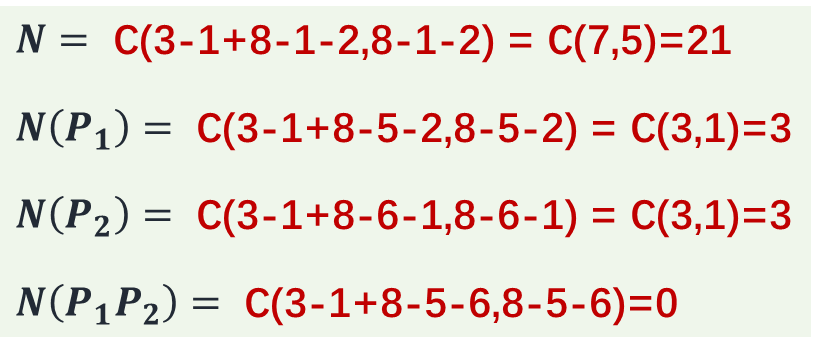 N = C(3-1+8-1-2,8-1-2) = C(7,5)=21
N(P₁) = C(3-1+8-5-2,8-5-2) = C(3,1)=3
N(P₂) = C(3-1+8-6-1,8-6-1) = C(3,1)=3
N(P₁P₂) = C(3-1+8-5-6,8-5-6)=0